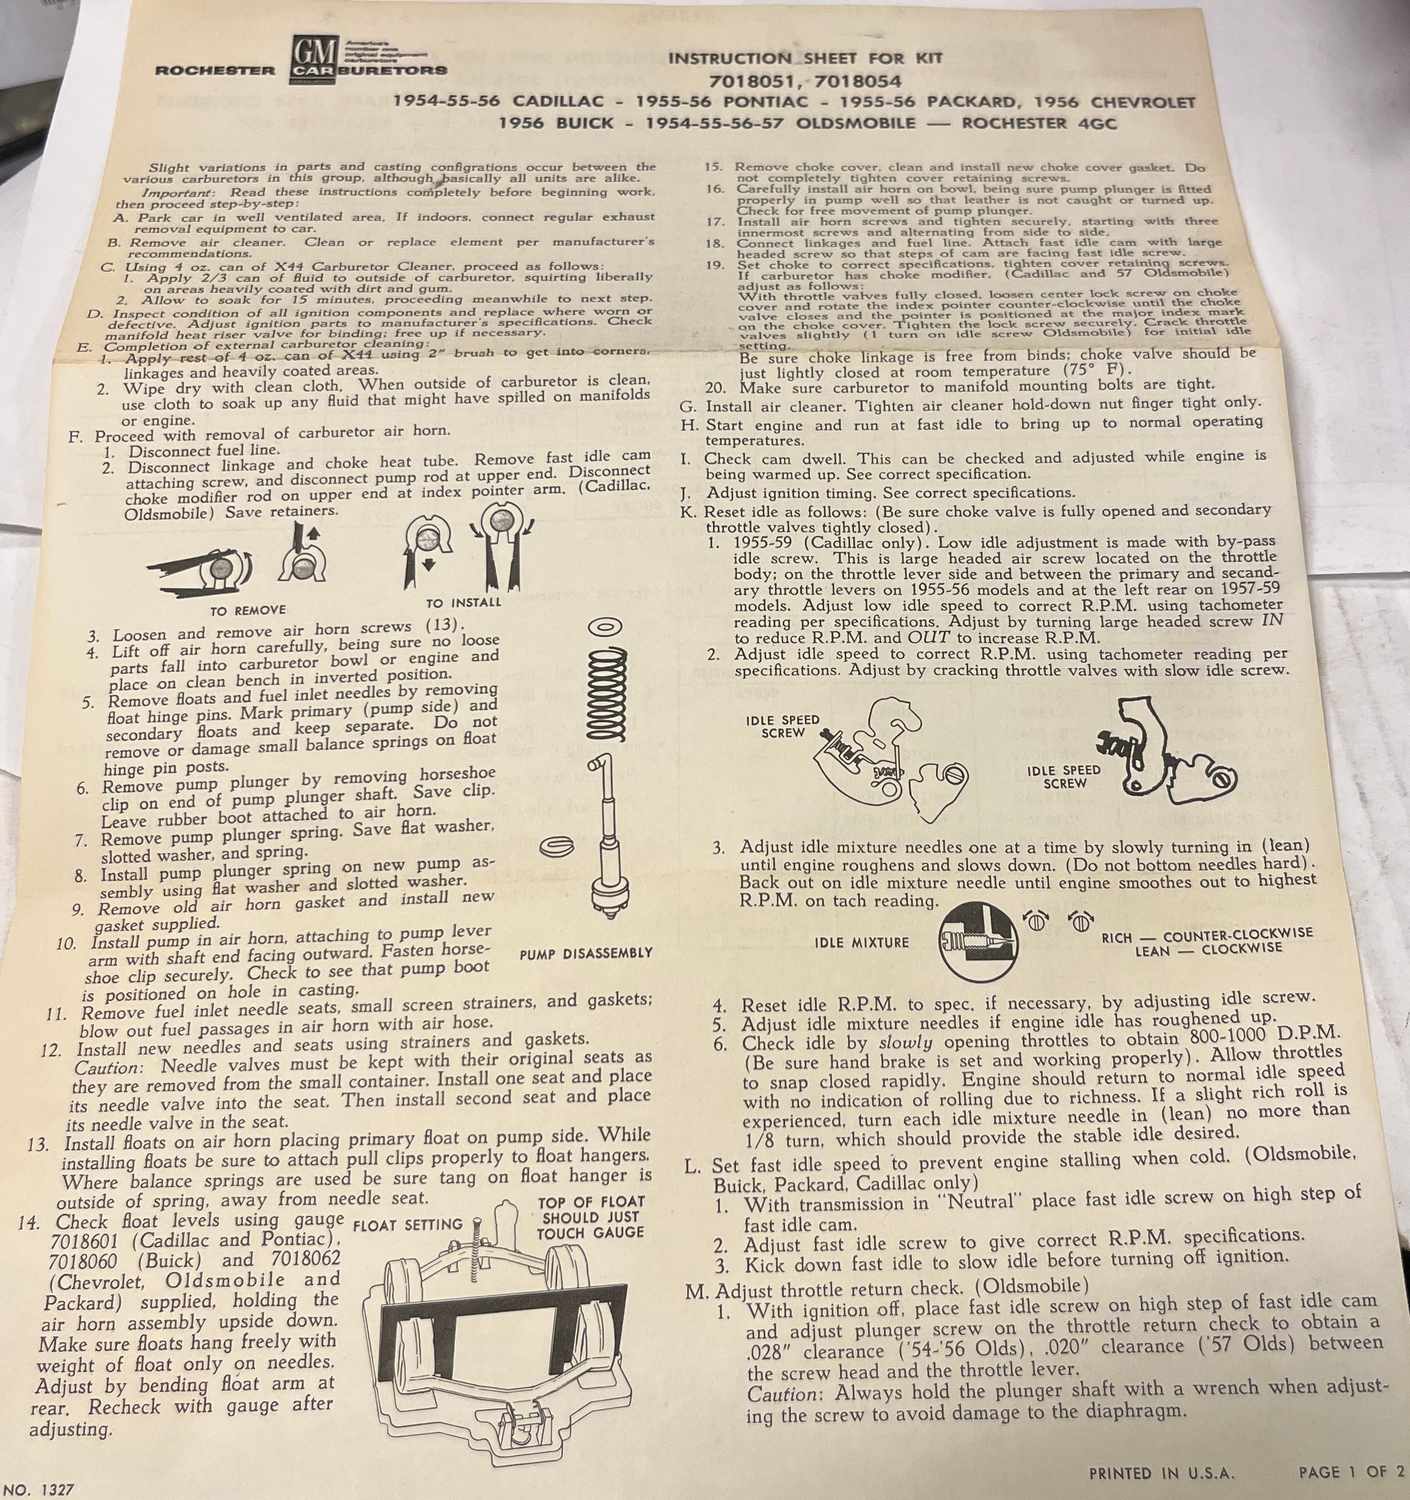 GM
America's
number one
original equipment
carburetors
ROCHESTER CARBURETORS
INSTRUCTION SHEET FOR KIT
7018051, 7018054
1954-55-56 CADILLAC - 1955-56 PONTIAC - 1955-56 PACKARD, 1956 CHEVROLET
1956 BUICK - 1954-55-56-57 OLDSMOBILE — ROCHESTER 4GC
Slight variations in parts and casting configrations occur between the
various carburetors in this group, although basically all units are alike.
Important: Read these instructions completely before beginning work,
then proceed step-by-step:
A. Park car in well ventilated area, If indoors, connect regular exhaust
removal equipment to car.
B. Remove air cleaner. Clean or replace element per manufacturer's
recommendations.
C. Using 4 oz. can of X44 Carburetor Cleaner, proceed as follows:
1. Apply 2/3 can of fluid to outside of carburetor, squirting liberally
on areas heavily coated with dirt and gum.
2. Allow to soak for 15 minutes, proceeding meanwhile to next step.
D. Inspect condition of all ignition components and replace where worn or
defective. Adjust ignition parts to manufacturer's specifications. Check
manifold heat riser valve for binding; free up if necessary.
E. Completion of external carburetor cleaning:
1. Apply rest of 4 oz. can of X44 using 2" brush to get into corners,
linkages and heavily coated areas.
2. Wipe dry with clean cloth, When outside of carburetor is clean,
use cloth to soak up any fluid that might have spilled on manifolds
or engine.
F. Proceed with removal of carburetor air horn.
1. Disconnect fuel line.
2. Disconnect linkage and choke heat tube. Remove fast idle cam
attaching screw, and disconnect pump rod at upper end. Disconnect
choke modifier rod on upper end at index pointer arm. (Cadillac,
Oldsmobile) Save retainers.
TO REMOVE
TO INSTALL
3. Loosen and remove air horn screws (13).
4. Lift off air horn carefully, being sure no loose
parts fall into carburetor bowl or engine and
place on clean bench in inverted position.
5. Remove floats and fuel inlet needles by removing
float hinge pins. Mark primary (pump side) and
secondary floats and keep separate. Do not
remove or damage small balance springs on float
hinge pin posts.
6. Remove pump plunger by removing horseshoe
clip on end of pump plunger shaft. Save clip.
Leave rubber boot attached to air horn.
7. Remove pump plunger spring. Save flat washer,
slotted washer, and spring.
8. Install pump plunger spring on new pump as-
sembly using flat washer and slotted washer.
9. Remove old air horn gasket and install new
gasket supplied.
10. Install pump in air horn, attaching to pump lever
arm with shaft end facing outward. Fasten horse-
shoe clip securely. Check to see that pump boot
is positioned on hole in casting.
PUMP DISASSEMBLY
11. Remove fuel inlet needle seats, small screen strainers, and gaskets;
blow out fuel passages in air horn with air hose.
12. Install new needles and seats using strainers and gaskets.
Caution: Needle valves must be kept with their original seats as
they are removed from the small container. Install one seat and place
its needle valve into the seat. Then install second seat and place
its needle valve in the seat.
13. Install floats on air horn placing primary float on pump side. While
installing floats be sure to attach pull clips properly to float hangers.
Where balance springs are used be sure tang on float hanger is
outside of spring, away from needle seat.
14. Check float levels using gauge
7018601 (Cadillac and Pontiac),
7018060 (Buick) and 7018062
(Chevrolet, Oldsmobile and
Packard) supplied, holding the
air horn assembly upside down.
Make sure floats hang freely with
weight of float only on needles.
Adjust by bending float arm at
rear. Recheck with gauge after
adjusting.
FLOAT SETTING
TOP OF FLOAT
SHOULD JUST
TOUCH GAUGE
NO. 1327
15. Remove choke cover, clean and install new choke cover gasket. Do
not completely tighten cover retaining screws.
16. Carefully install air horn on bowl, being sure pump plunger is fitted
properly in pump well so that leather is not caught or turned up.
Check for free movement of pump plunger.
17. Install air horn screws and tighten securely, starting with three
innermost screws and alternating from side to side.
18. Connect linkages and fuel line. Attach fast idle cam with large
headed screw so that steps of cam are facing fast idle screw.
19. Set choke to correct specifications, tighten cover retaining screws.
If carburetor has choke modifier, (Cadillac and 57 Oldsmobile)
adjust as follows:
With throttle valves fully closed, loosen center lock screw on choke
cover and rotate the index pointer counter-clockwise until the choke
valve closes and the pointer is positioned at the major index mark
on the choke cover. Tighten the lock screw securely. Crack throttle
valves slightly (1 turn on idle screw Oldsmobile) for initial idle
setting.
Be sure choke linkage is free from binds; choke valve should be
just lightly closed at room temperature (75° F).
20. Make sure carburetor to manifold mounting bolts are tight.
G. Install air cleaner. Tighten air cleaner hold-down nut finger tight only.
H. Start engine and run at fast idle to bring up to normal operating
temperatures.
I. Check cam dwell. This can be checked and adjusted while engine is
being warmed up. See correct specification.
J. Adjust ignition timing. See correct specifications.
K. Reset idle as follows: (Be sure choke valve is fully opened and secondary
throttle valves tightly closed).
1. 1955-59 (Cadillac only). Low idle adjustment is made with by-pass
idle screw. This is large headed air screw located on the throttle
body; on the throttle lever side and between the primary and second-
ary throttle levers on 1955-56 models and at the left rear on 1957-59
models. Adjust low idle speed to correct R.P.M. using tachometer
reading per specifications. Adjust by turning large headed screw IN
to reduce R.P.M. and OUT to increase R.P.M.
2. Adjust idle speed to correct R.P.M. using tachometer reading per
specifications. Adjust by cracking throttle valves with slow idle screw.
IDLE SPEED
SCREW
IDLE SPEED
SCREW
3. Adjust idle mixture needles one at a time by slowly turning in (lean)
until engine roughens and slows down. (Do not bottom needles hard).
Back out on idle mixture needle until engine smoothes out to highest
R.P.M. on tach reading.
IDLE MIXTURE
RICH — COUNTER-CLOCKWISE
LEAN — CLOCKWISE
4. Reset idle R.P.M. to spec, if necessary, by adjusting idle screw.
5. Adjust idle mixture needles if engine idle has roughened up.
6. Check idle by slowly opening throttles to obtain 800-1000 D.P.M.
(Be sure hand brake is set and working properly). Allow throttles
to snap closed rapidly. Engine should return to normal idle speed
with no indication of rolling due to richness. If a slight rich roll is
experienced, turn each idle mixture needle in (lean) no more than
1/8 turn, which should provide the stable idle desired.
L. Set fast idle speed to prevent engine stalling when cold. (Oldsmobile,
Buick, Packard, Cadillac only)
1. With transmission in "Neutral" place fast idle screw on high step of
fast idle cam.
2. Adjust fast idle screw to give correct R.P.M. specifications.
3. Kick down fast idle to slow idle before turning off ignition.
M. Adjust throttle return check. (Oldsmobile)
1. With ignition off, place fast idle screw on high step of fast idle cam
and adjust plunger screw on the throttle return check to obtain a
.028" clearance ('54-'56 Olds), .020" clearance ('57 Olds) between
the screw head and the throttle lever.
Caution: Always hold the plunger shaft with a wrench when adjust-
ing the screw to avoid damage to the diaphragm.
PRINTED IN U.S.A. PAGE 1 OF 2